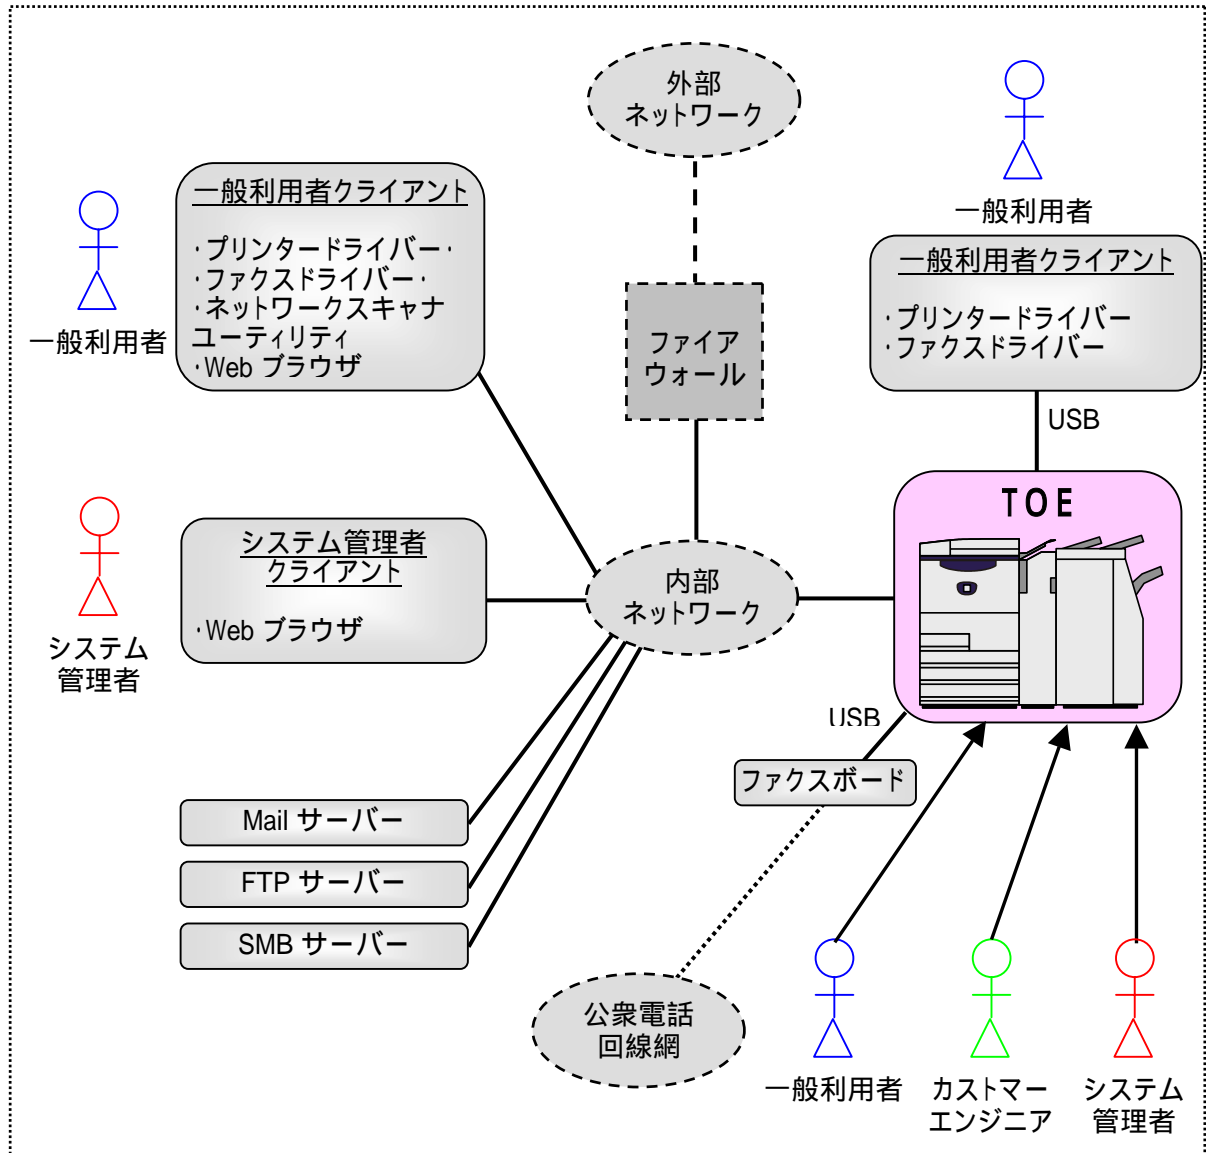 外部
ネットワーク
一般利用者
一般利用者クライアント
・プリンタードライバー・
・ファクスドライバー・
・ネットワークスキャナ
ユーティリティ
・Web ブラウザ
一般利用者
一般利用者クライアント
・プリンタードライバー
・ファクスドライバー
USB
ファイア
ウォール
TOE
システム管理者
クライアント
・Web ブラウザ
システム
管理者
内部
ネットワーク
USB
ファクスボード
Mail サーバー
FTP サーバー
SMB サーバー
公衆電話
回線網
一般利用者
カストマー
エンジニア
システム
管理者